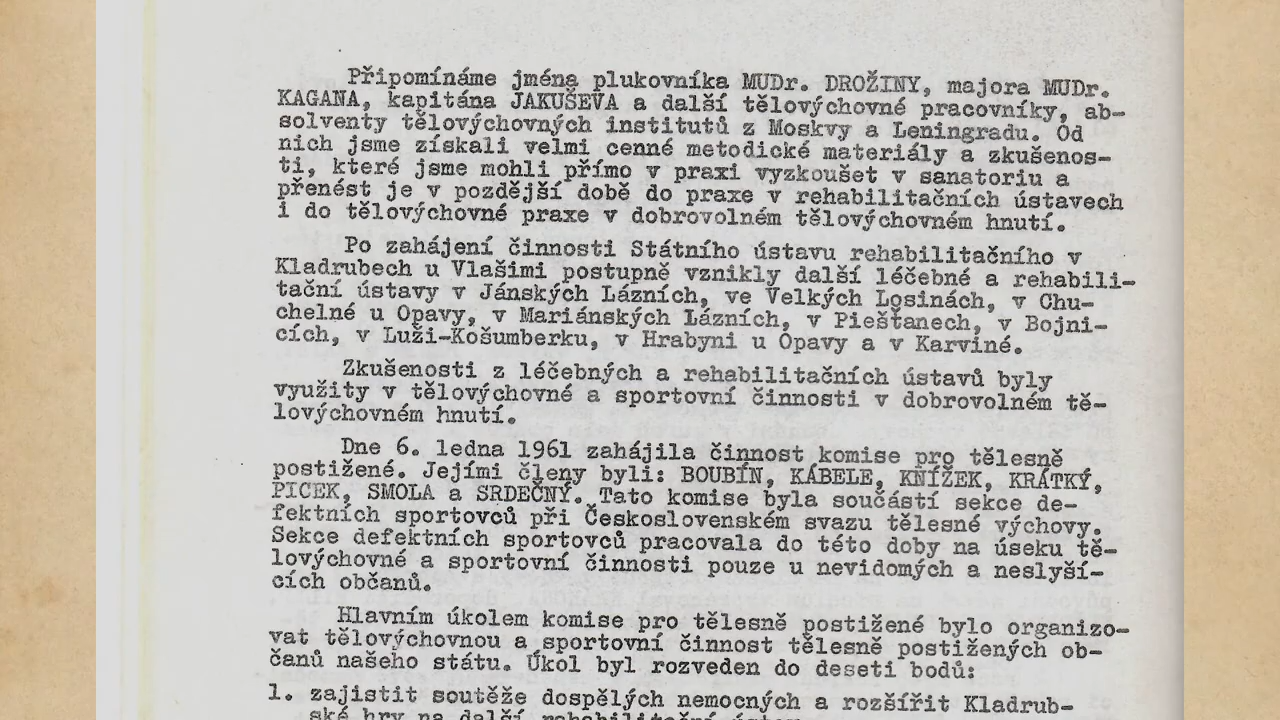 Připomínáme jména plukovníka MUDr. DROŽINY, majora MUDr.
KAGANA, kapitána JAKUŠEVA a další tělovýchovné pracovníky, ab-
solventy tělovýchovných institutů z Moskvy a Leningradu. Od
nich jsme získali velmi cenné metodické materiály a zkušenos-
ti, které jsme mohli přímo v praxi vyzkoušet v sanatoriu a
přenést je v pozdější době do praxe v rehabilitačních ústavech
i do tělovýchovné praxe v dobrovolném tělovýchovném hnutí.
Po zahájení činnosti Státního ústavu rehabilitačního v
Kladrubech u Vlašimi postupně vznikly další léčebné a rehabili-
tační ústavy v Jánských Lázních, ve Velkých Losinách, v Chu-
chelné u Opavy, v Mariánských Lázních, v Piešťanech, v Bojni-
cích, v Luži-Košumberku, v Hrabyni u Opavy a v Karviné.
Zkušenosti z léčebných a rehabilitačních ústavů byly
využity v tělovýchovné a sportovní činnosti v dobrovolném tě-
lovýchovném hnutí.
Dne 6. ledna 1961 zahájila činnost komise pro tělesně
postižené. Jejími členy byli: BOUBÍN, KÁBELE, KNÍŽEK, KRÁTKÝ,
PICEK, SMOLA a SRDEČNÝ. Tato komise byla součástí sekce de-
fektních sportovců při Československém svazu tělesné výchovy.
Sekce defektních sportovců pracovala do této doby na úseku tě-
lovýchovné a sportovní činnosti pouze u nevidomých a neslyší-
cích občanů.
Hlavním úkolem komise pro tělesně postižené bylo organizo-
vat tělovýchovnou a sportovní činnost tělesně postižených ob-
čanů našeho státu. Úkol byl rozveden do deseti bodů:
1. zajistit soutěže dospělých nemocných a rozšířit Kladrub-
ské hry na další rehabilitační